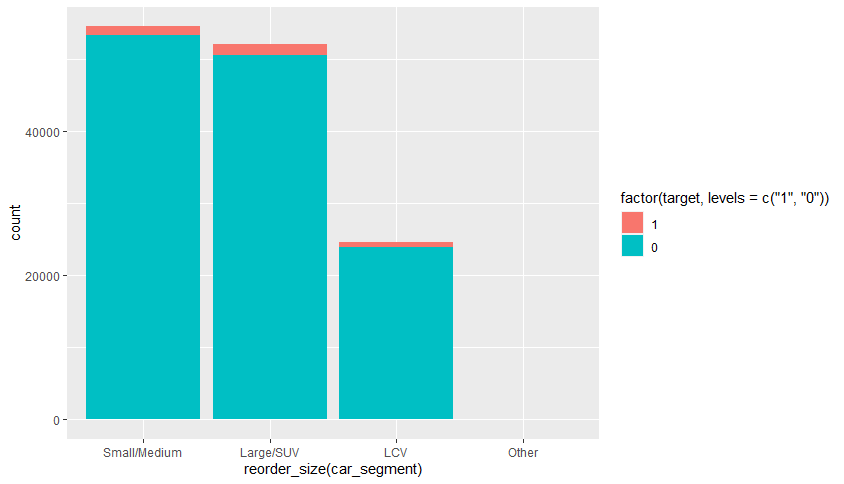 count
40000
20000
0
Small/Medium
Large/SUV
LCV
Other
reorder_size(car_segment)
factor(target, levels = c("1", "0"))
1
0